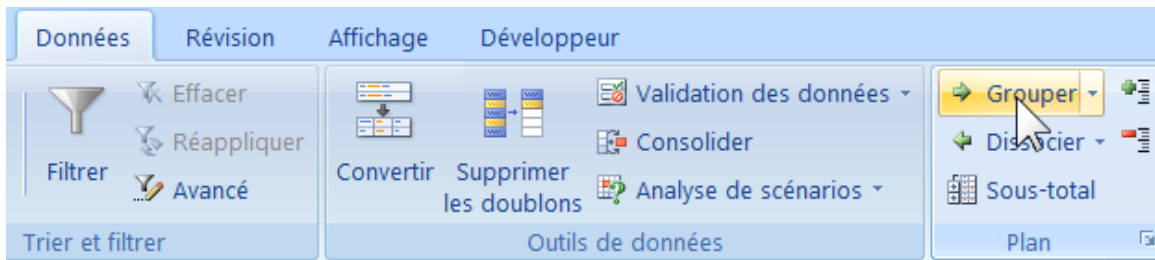 Données Révision Affichage Développeur
Effacer
Réappliquer
Avancé
Filtrer
Trier et filtrer
Convertir
Supprimer
les doublons
Validation des données
Consolider
Analyse de scénarios
Outils de données
Grouper
Dissocier
Sous-total
Plan